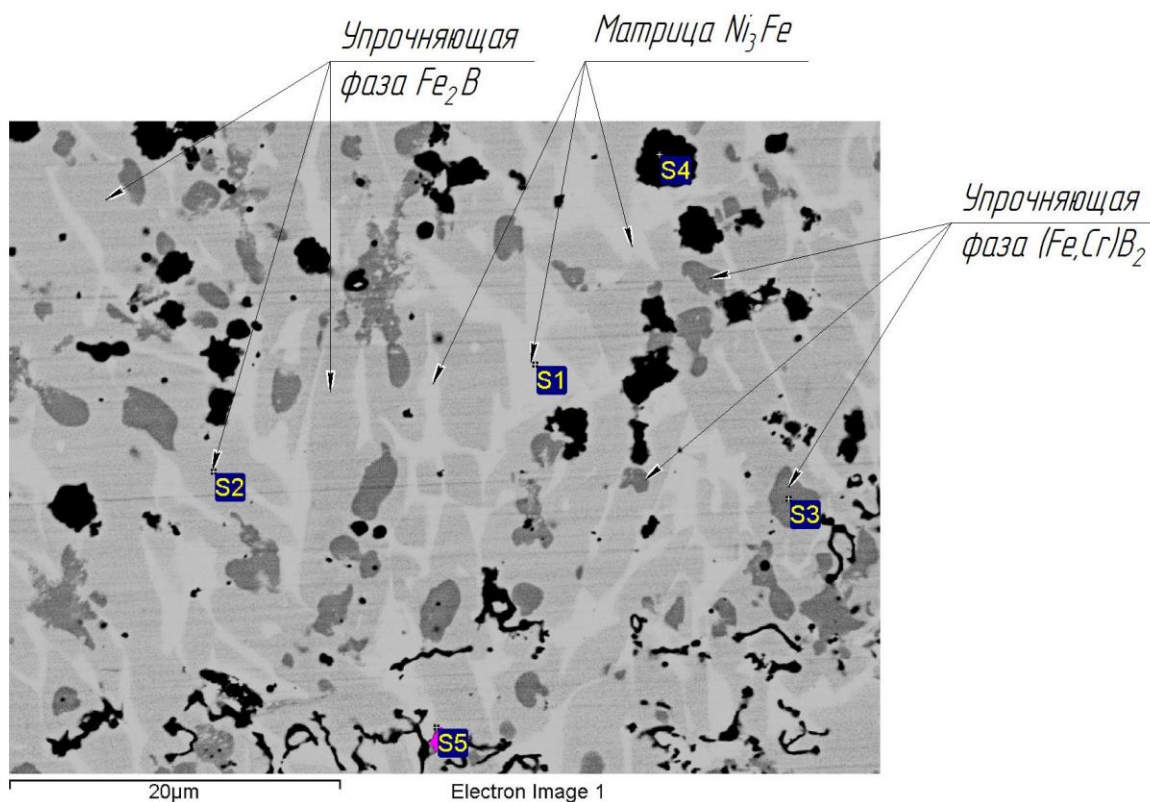 Упрочняющая
фаза Fe₂B
Матрица Ni₃Fe
Упрочняющая
фаза (Fe,Cr)B₂
S4
S1
S2
S3
S5
20μm
Electron Image 1